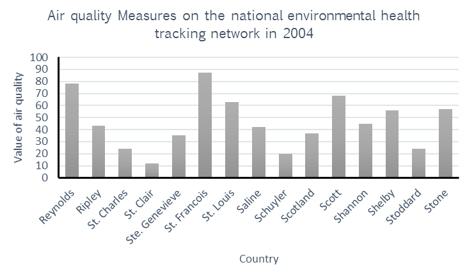 Air quality Measures on the national environmental health
tracking network in 2004
Value of air quality
100
90
80
70
60
50
40
30
20
10
0
Reynolds
Ripley
St. Charles
St. Clair
Ste. Genevieve
St. Francois
St. Louis
Saline
Schuyler
Scotland
Scott
Shannon
Shelby
Stoddard
Stone
Country